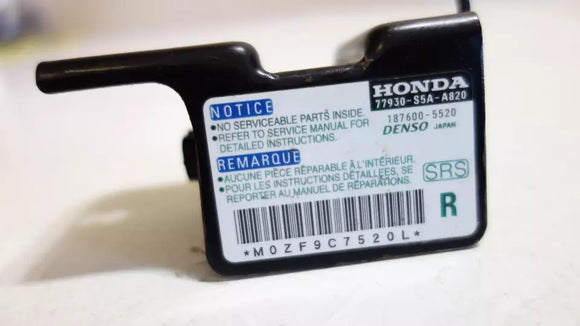 HONDA
77930-S5A-A820
187600-5520
DENSO JAPAN
NOTICE
•NO SERVICEABLE PARTS INSIDE.
•REFER TO SERVICE MANUAL FOR
DETAILED INSTRUCTIONS.
REMARQUE
•AUCUNE PIÈCE RÉPARABLE À L'INTÉRIEUR.
•POUR LES INSTRUCTIONS DÉTAILLÉES, SE
REPORTER AU MANUEL DE RÉPARATIONS.
SRS
R
*M0ZF9C7520L*